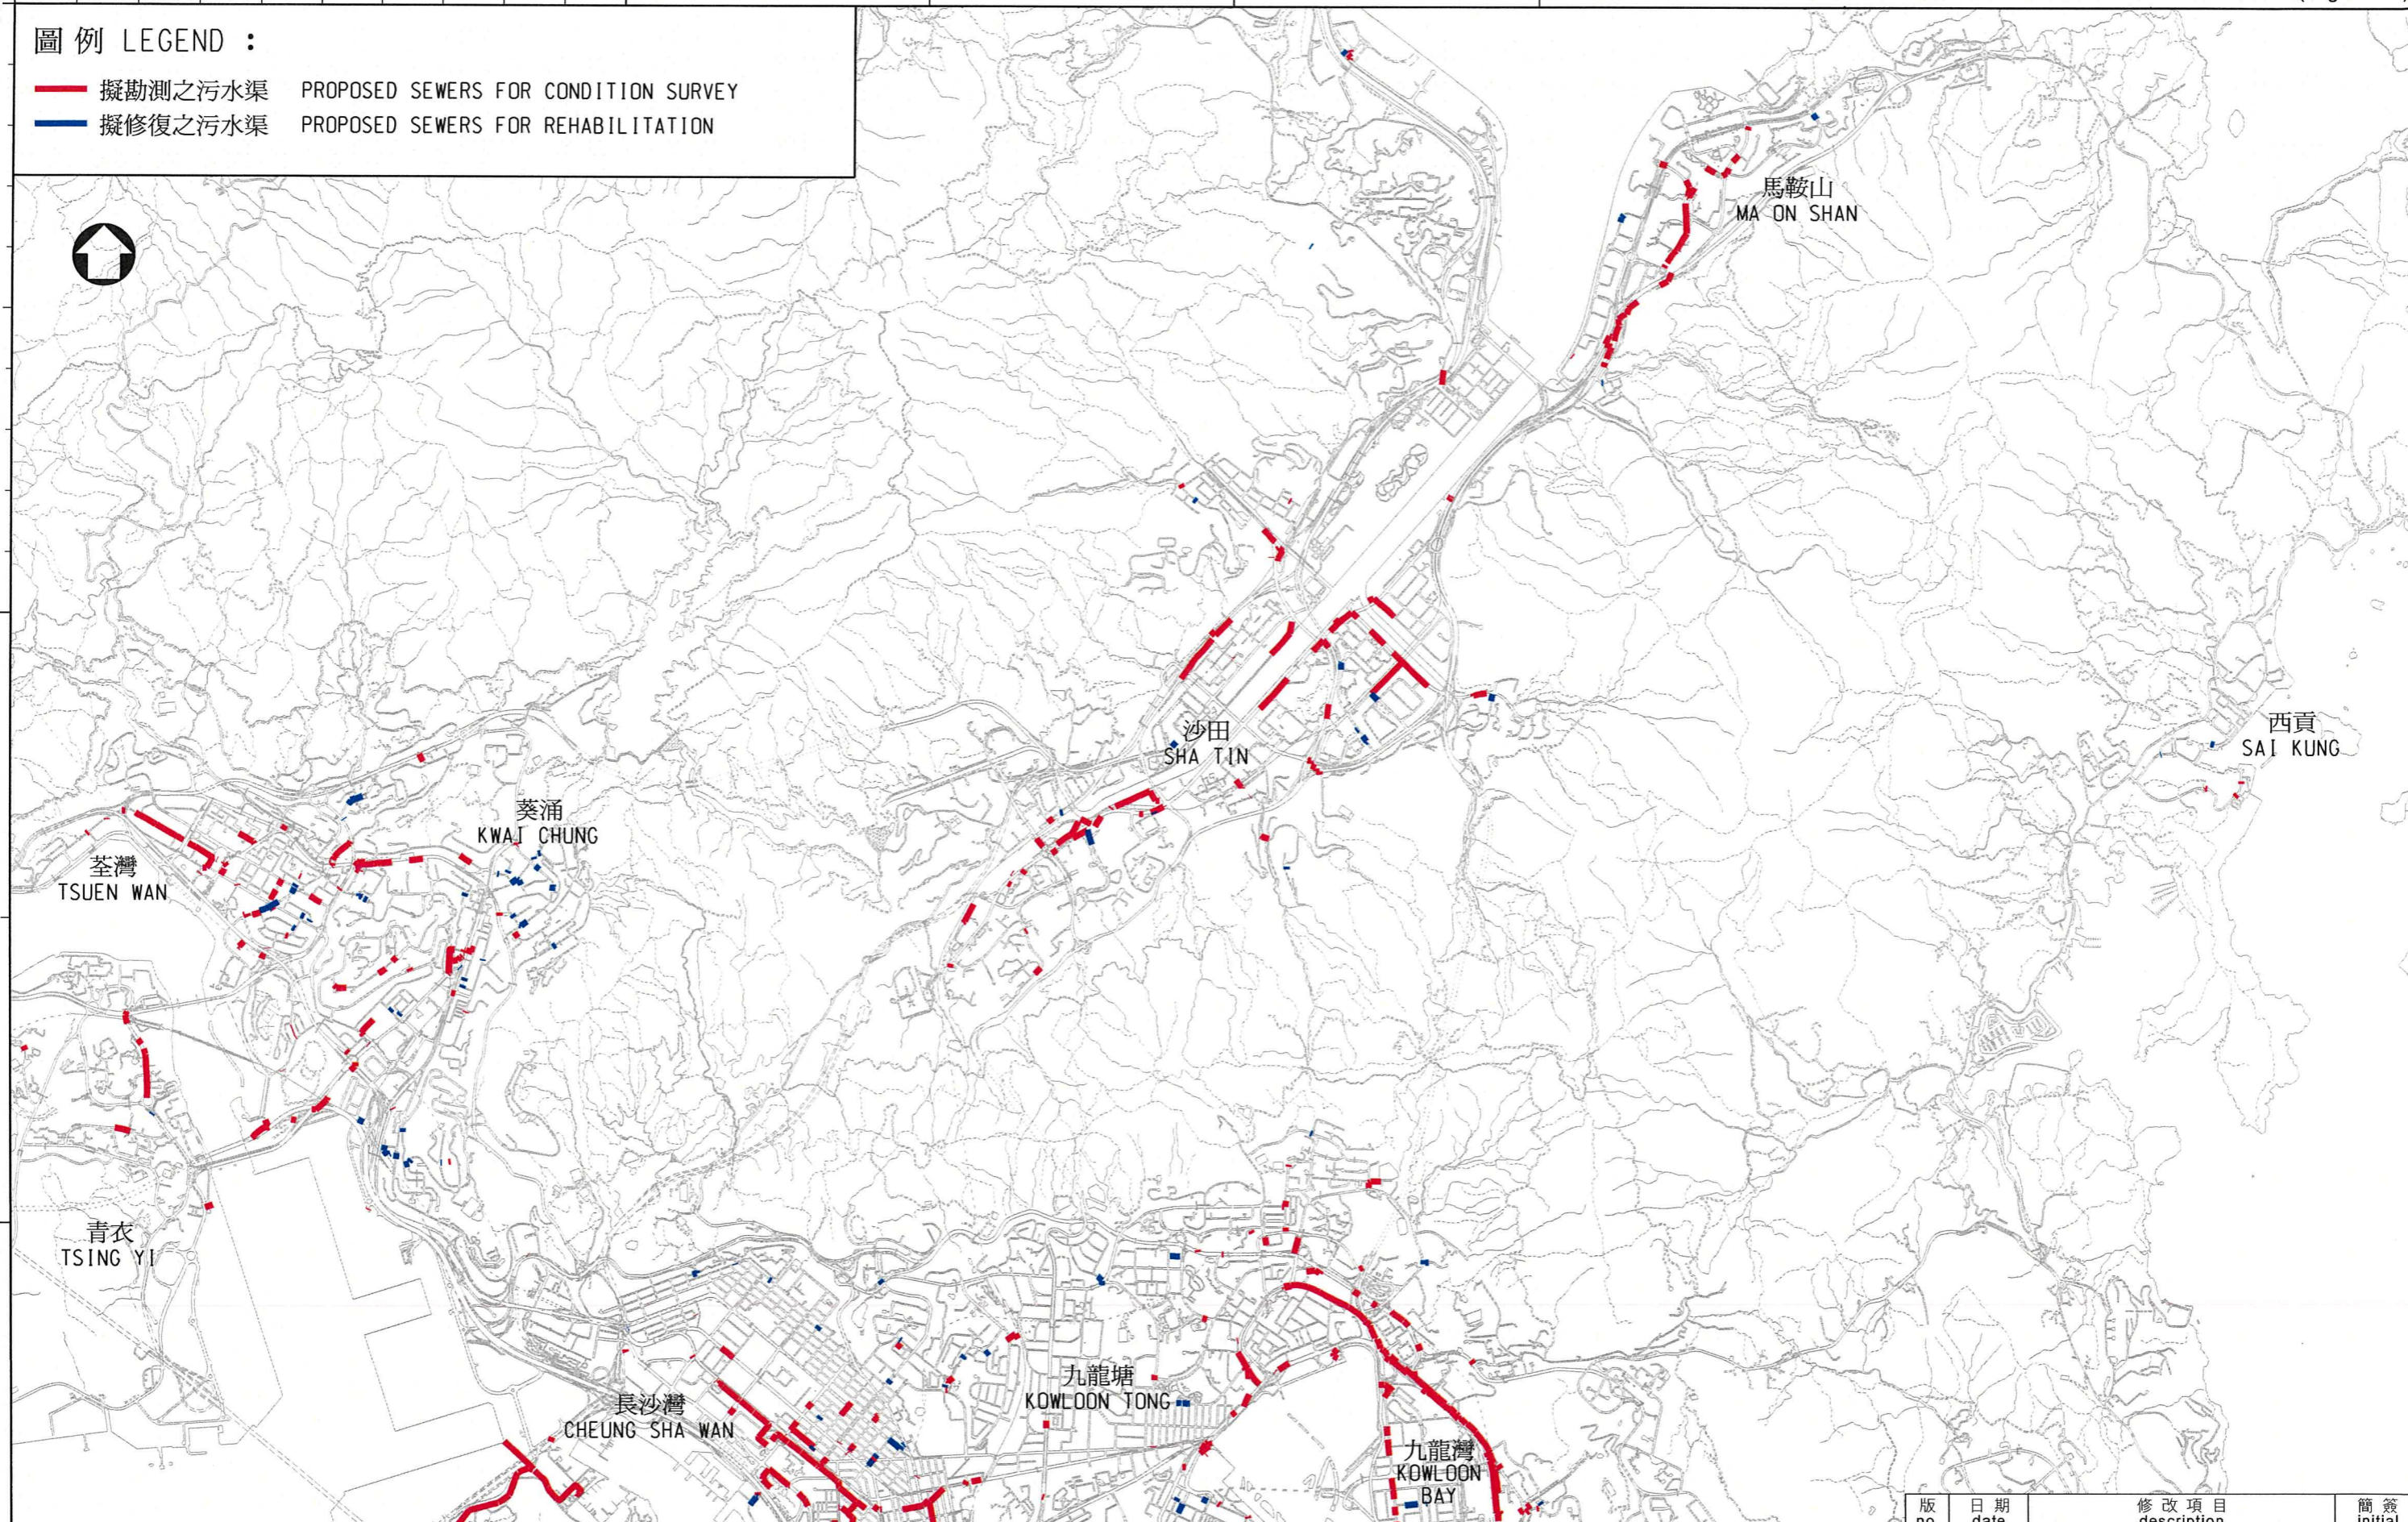 圖例 LEGEND :
擬勘測之污水渠 PROPOSED SEWERS FOR CONDITION SURVEY
擬修復之污水渠 PROPOSED SEWERS FOR REHABILITATION
馬鞍山
MA ON SHAN
沙田
SHA TIN
西貢
SAI KUNG
葵涌
KWAI CHUNG
荃灣
TSUEN WAN
青衣
TSING YI
九龍塘
KOWLOON TONG
長沙灣
CHEUNG SHA WAN
九龍灣
KOWLOON
BAY
版 日期 修改項目 簡簽
no. date description initial